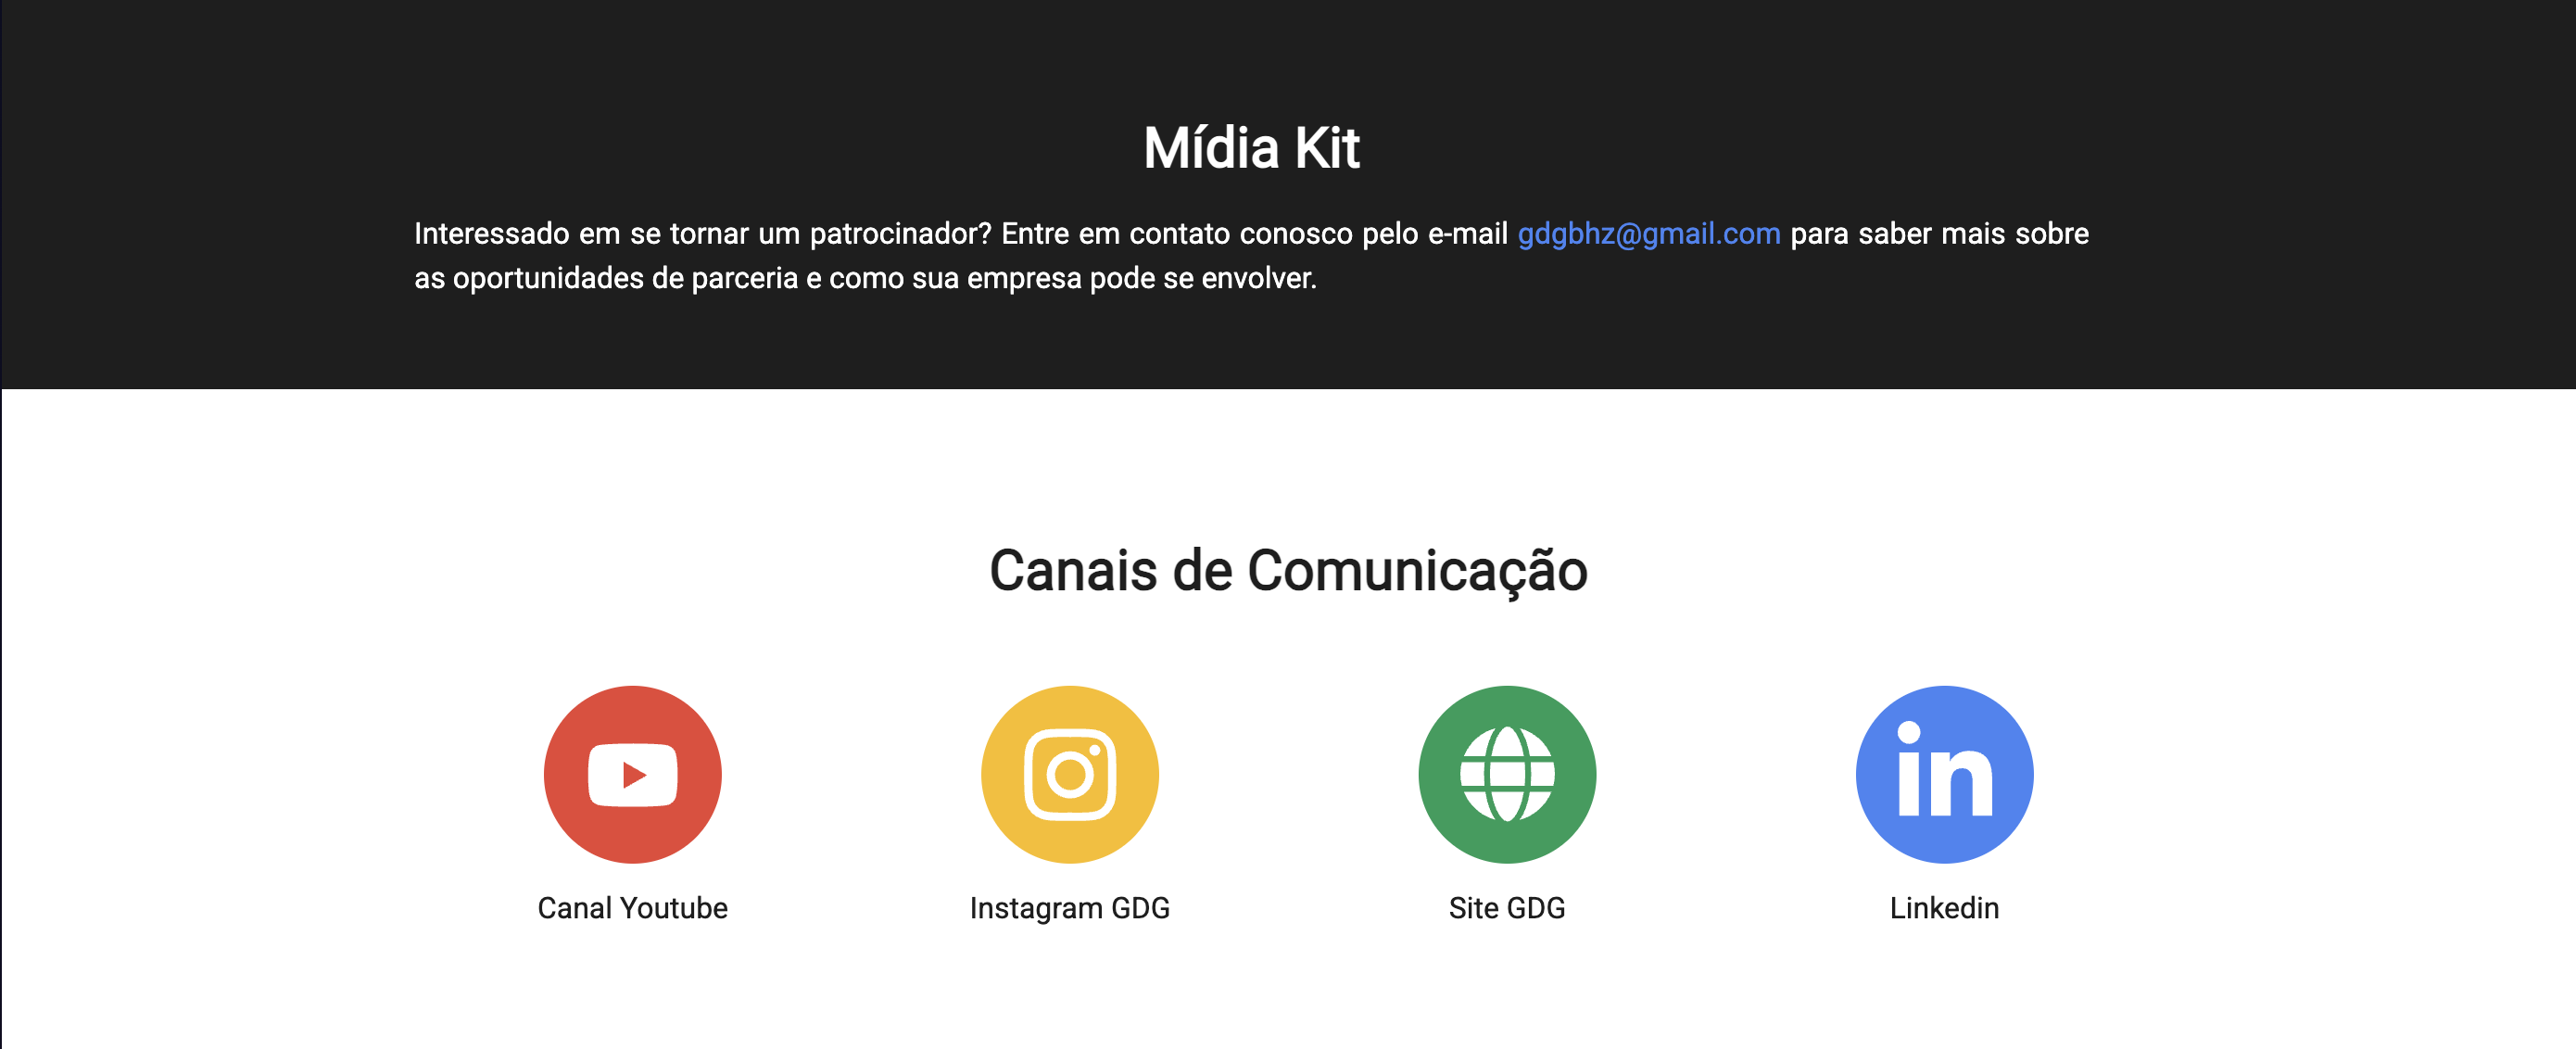 Mídia Kit
Interessado em se tornar um patrocinador? Entre em contato conosco pelo e-mail gdgbhz@gmail.com para saber mais sobre
as oportunidades de parceria e como sua empresa pode se envolver.
Canais de Comunicação
in
Canal Youtube
Instagram GDG
Site GDG
Linkedin